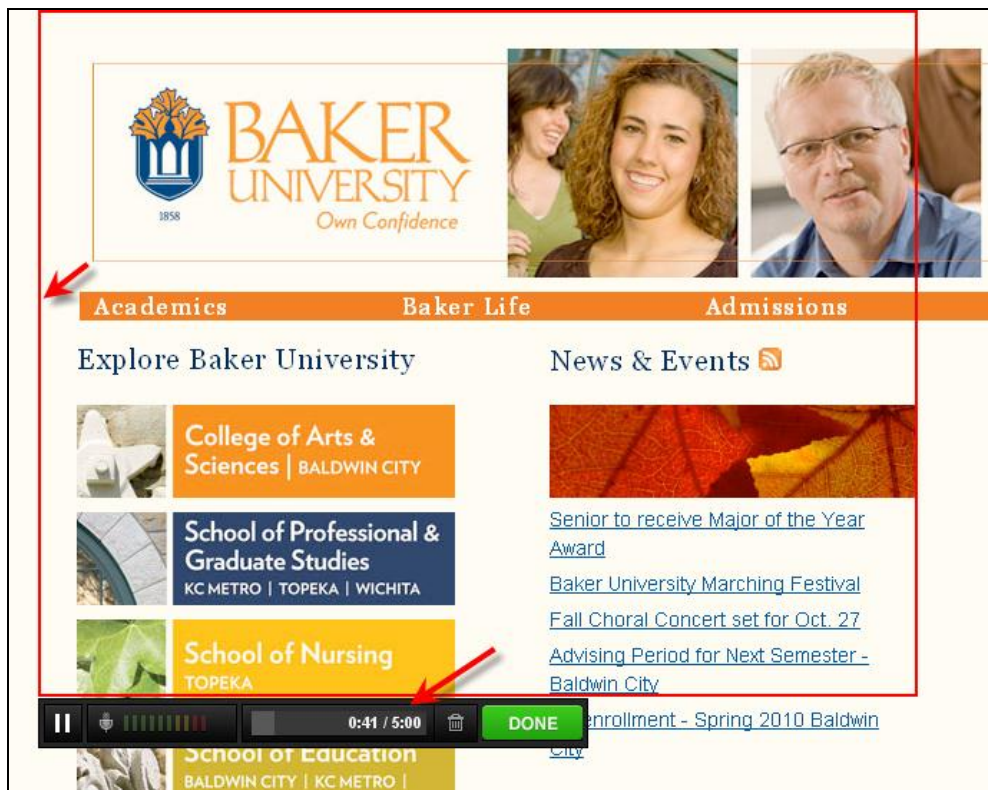 BAKER
UNIVERSITY
Own Confidence
1858
Academics Baker Life Admissions
Explore Baker University
College of Arts &
Sciences | BALDWIN CITY
School of Professional &
Graduate Studies
KC METRO | TOPEKA | WICHITA
School of Nursing
TOPEKA
School of Education
BALDWIN CITY | KC METRO |
News & Events
Senior to receive Major of the Year
Award
Baker University Marching Festival
Fall Choral Concert set for Oct. 27
Advising Period for Next Semester -
Baldwin City
enrollment - Spring 2010 Baldwin
City
0:41 / 5:00 DONE